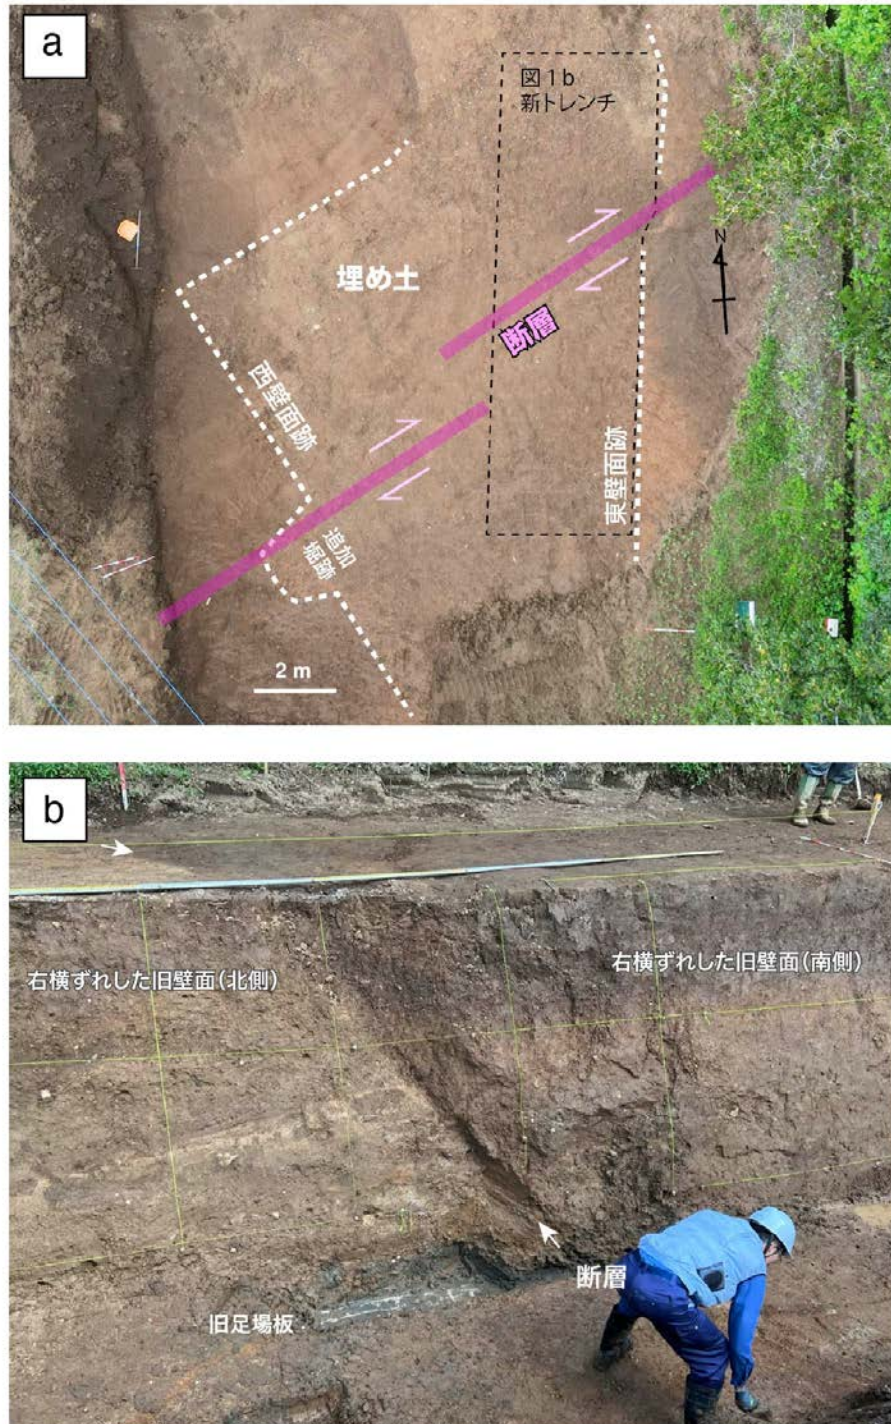 a
図1b
新トレンチ
N
埋め土
断層
西壁面跡
東壁面跡
追加
掘跡
2 m
b
右横ずれした旧壁面(北側)
右横ずれした旧壁面(南側)
断層
旧足場板